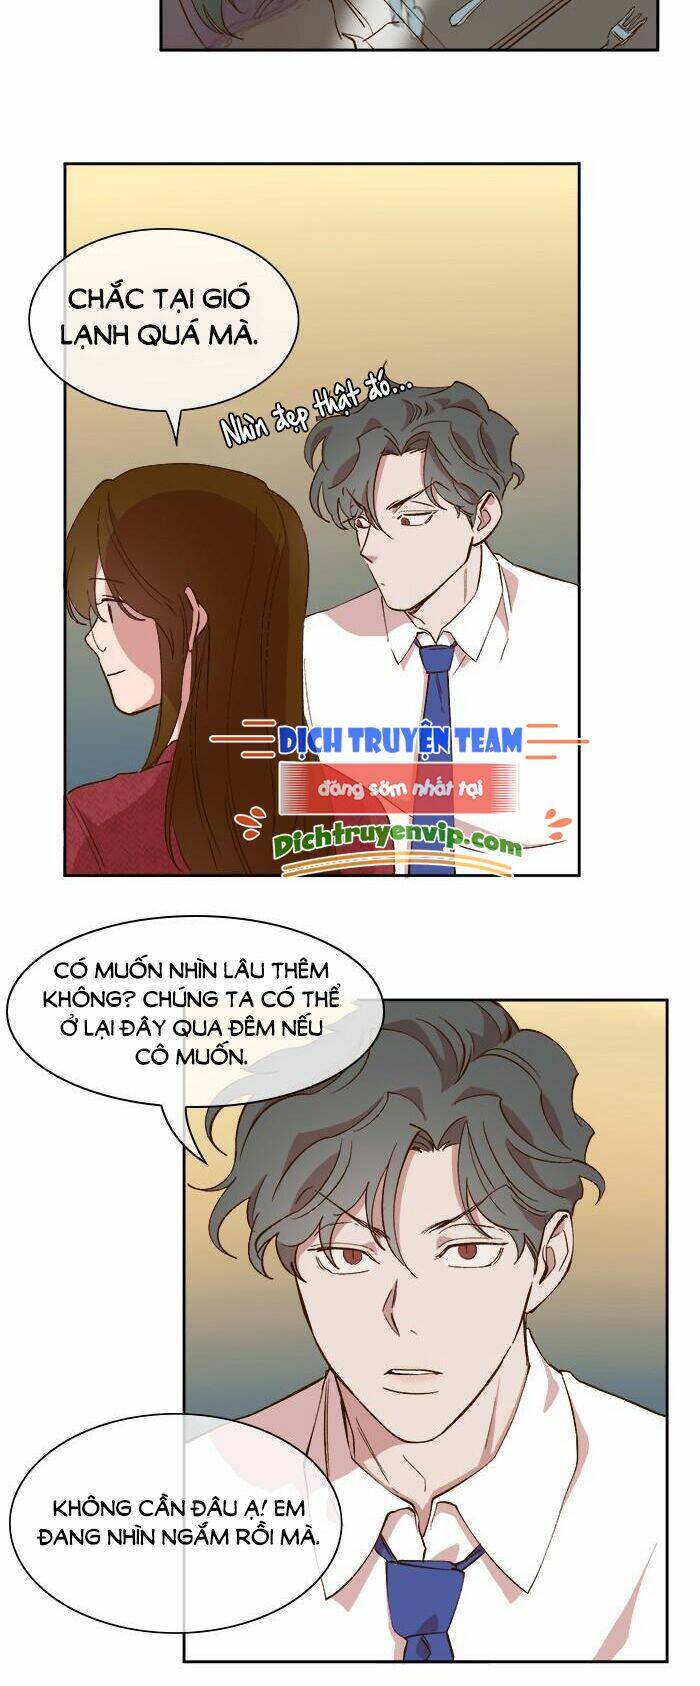 CHẮC TẠI GIÓ
LẠNH QUÁ MÀ.
Nhìn đẹp thật đó...
DỊCH TRUYỆN TEAM
đăng sớm nhất tại
Dichtruyenvip.com
CÓ MUỐN NHÌN LÂU THÊM
KHÔNG? CHÚNG TA CÓ THỂ
Ở LẠI ĐÂY QUA ĐÊM NẾU
CÔ MUỐN.
KHÔNG CẦN ĐÂU Ạ! EM
ĐANG NHÌN NGẮM RỒI MÀ.